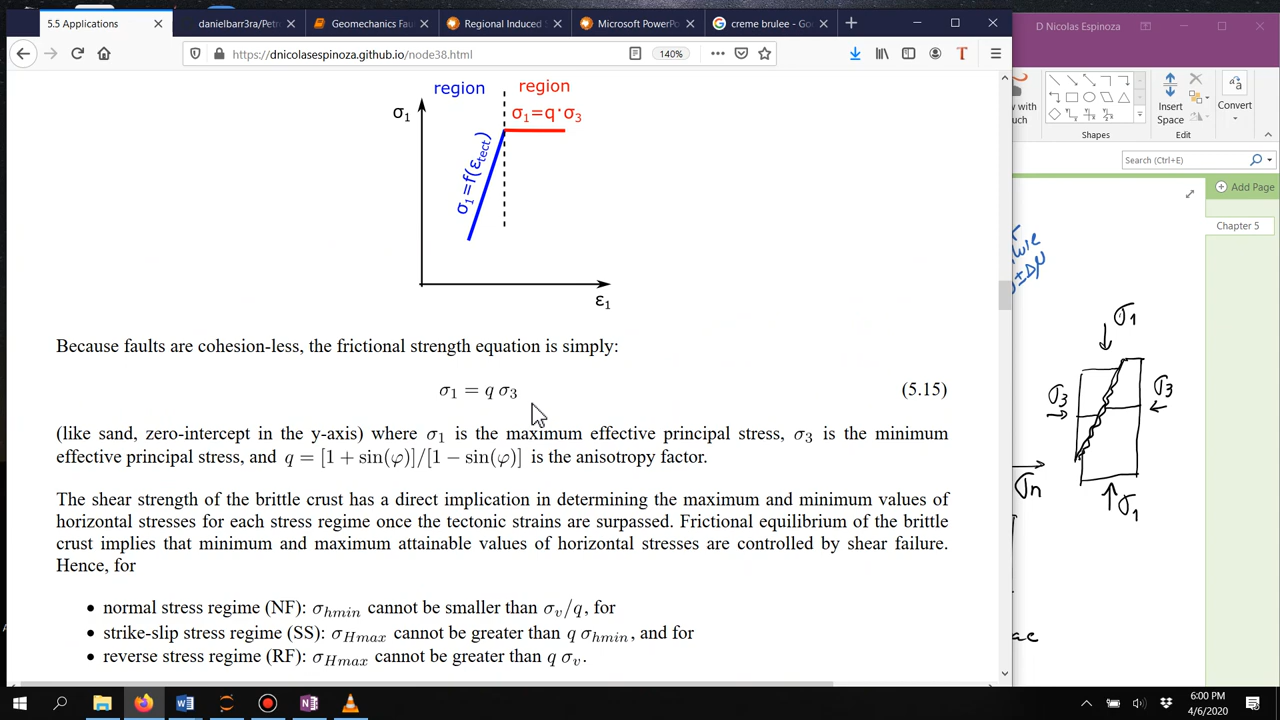 5.5 Applications
danielbarr3ra/Petr
Geomechanics Fau
Regional Induced S
Microsoft PowerPo
creme brulee - Goo
D Nicolas Espinoza
https://dnicolasespinoza.github.io/node38.html
140%
Shapes
Insert Space
Edit
Convert
Search (Ctrl+E)
Add Page
Chapter 5
region
region
σ1
σ1=q·σ3
σ1=f(εtect)
ε1
Because faults are cohesion-less, the frictional strength equation is simply:
σ1 = q σ3
(5.15)
(like sand, zero-intercept in the y-axis) where σ1 is the maximum effective principal stress, σ3 is the minimum
effective principal stress, and q = [1 + sin(φ)]/[1 − sin(φ)] is the anisotropy factor.
The shear strength of the brittle crust has a direct implication in determining the maximum and minimum values of
horizontal stresses for each stress regime once the tectonic strains are surpassed. Frictional equilibrium of the brittle
crust implies that minimum and maximum attainable values of horizontal stresses are controlled by shear failure.
Hence, for
• normal stress regime (NF): σhmin cannot be smaller than σv/q, for
• strike-slip stress regime (SS): σHmax cannot be greater than q σhmin, and for
• reverse stress regime (RF): σHmax cannot be greater than q σv.
σ1
σ3
σ3
σn
σ1
6:00 PM
4/6/2020